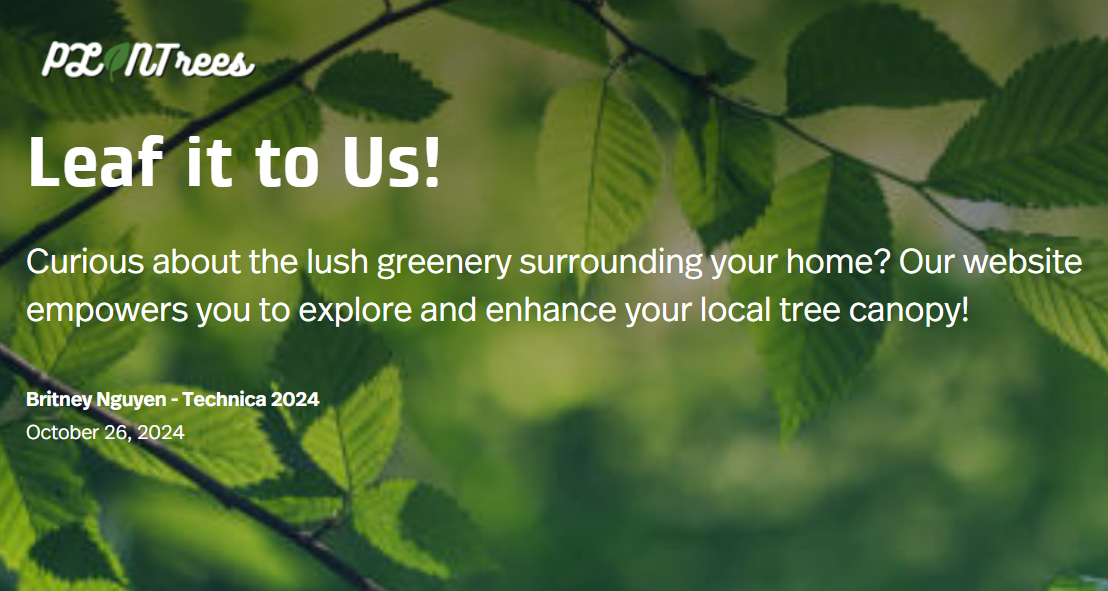 PLANTrees
Leaf it to Us!
Curious about the lush greenery surrounding your home? Our website
empowers you to explore and enhance your local tree canopy!
Britney Nguyen - Technica 2024
October 26, 2024